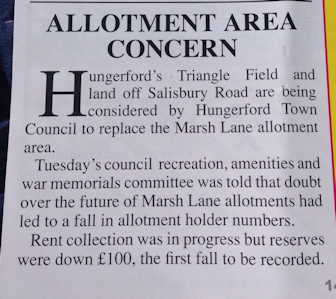 ALLOTMENT AREA
CONCERN
Hungerford's Triangle Field and
land off Salisbury Road are being
considered by Hungerford Town
Council to replace the Marsh Lane allotment
area.
Tuesday's council recreation, amenities and
war memorials committee was told that doubt
over the future of Marsh Lane allotments had
led to a fall in allotment holder numbers.
Rent collection was in progress but reserves
were down £100, the first fall to be recorded.